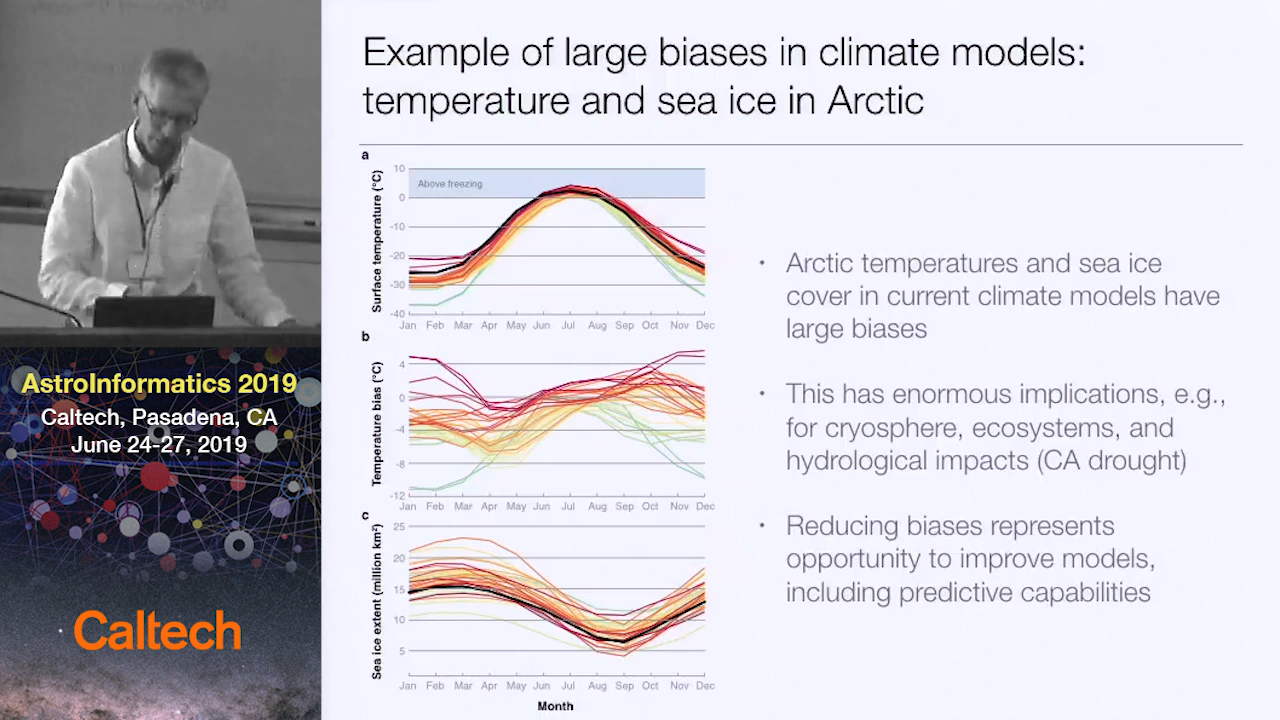 Example of large biases in climate models:
temperature and sea ice in Arctic
a
Surface temperature (°C)
10
0
-10
-20
-30
-40
Above freezing
Jan Feb Mar Apr May Jun Jul Aug Sep Oct Nov Dec
b
Temperature bias (°C)
4
0
-4
-8
-12
Jan Feb Mar Apr May Jun Jul Aug Sep Oct Nov Dec
c
Sea ice extent (million km²)
25
20
15
10
5
Jan Feb Mar Apr May Jun Jul Aug Sep Oct Nov Dec
Month
• Arctic temperatures and sea ice
cover in current climate models have
large biases
• This has enormous implications, e.g.,
for cryosphere, ecosystems, and
hydrological impacts (CA drought)
• Reducing biases represents
opportunity to improve models,
including predictive capabilities
AstroInformatics 2019
Caltech, Pasadena, CA
June 24-27, 2019
Caltech